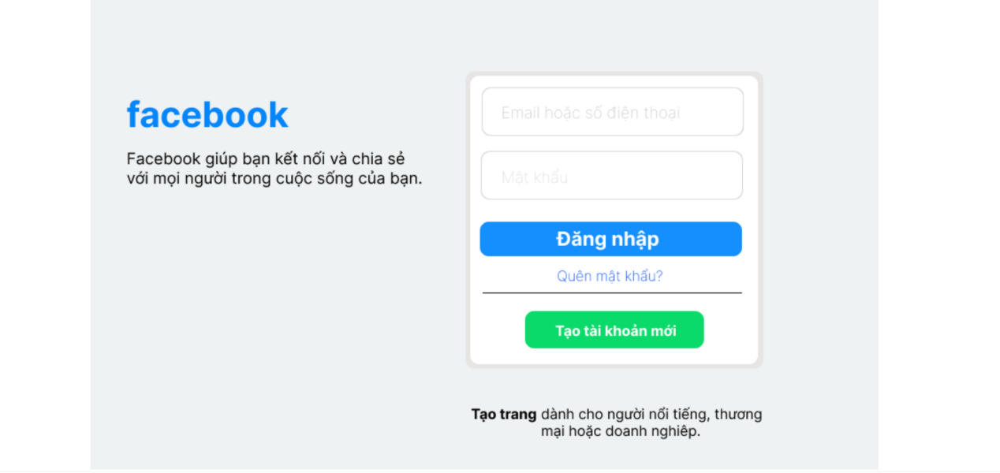 facebook
Facebook giúp bạn kết nối và chia sẻ
với mọi người trong cuộc sống của bạn.
Email hoặc số điện thoại
Mật khẩu
Đăng nhập
Quên mật khẩu?
Tạo tài khoản mới
Tạo trang dành cho người nổi tiếng, thương
mại hoặc doanh nghiêp.